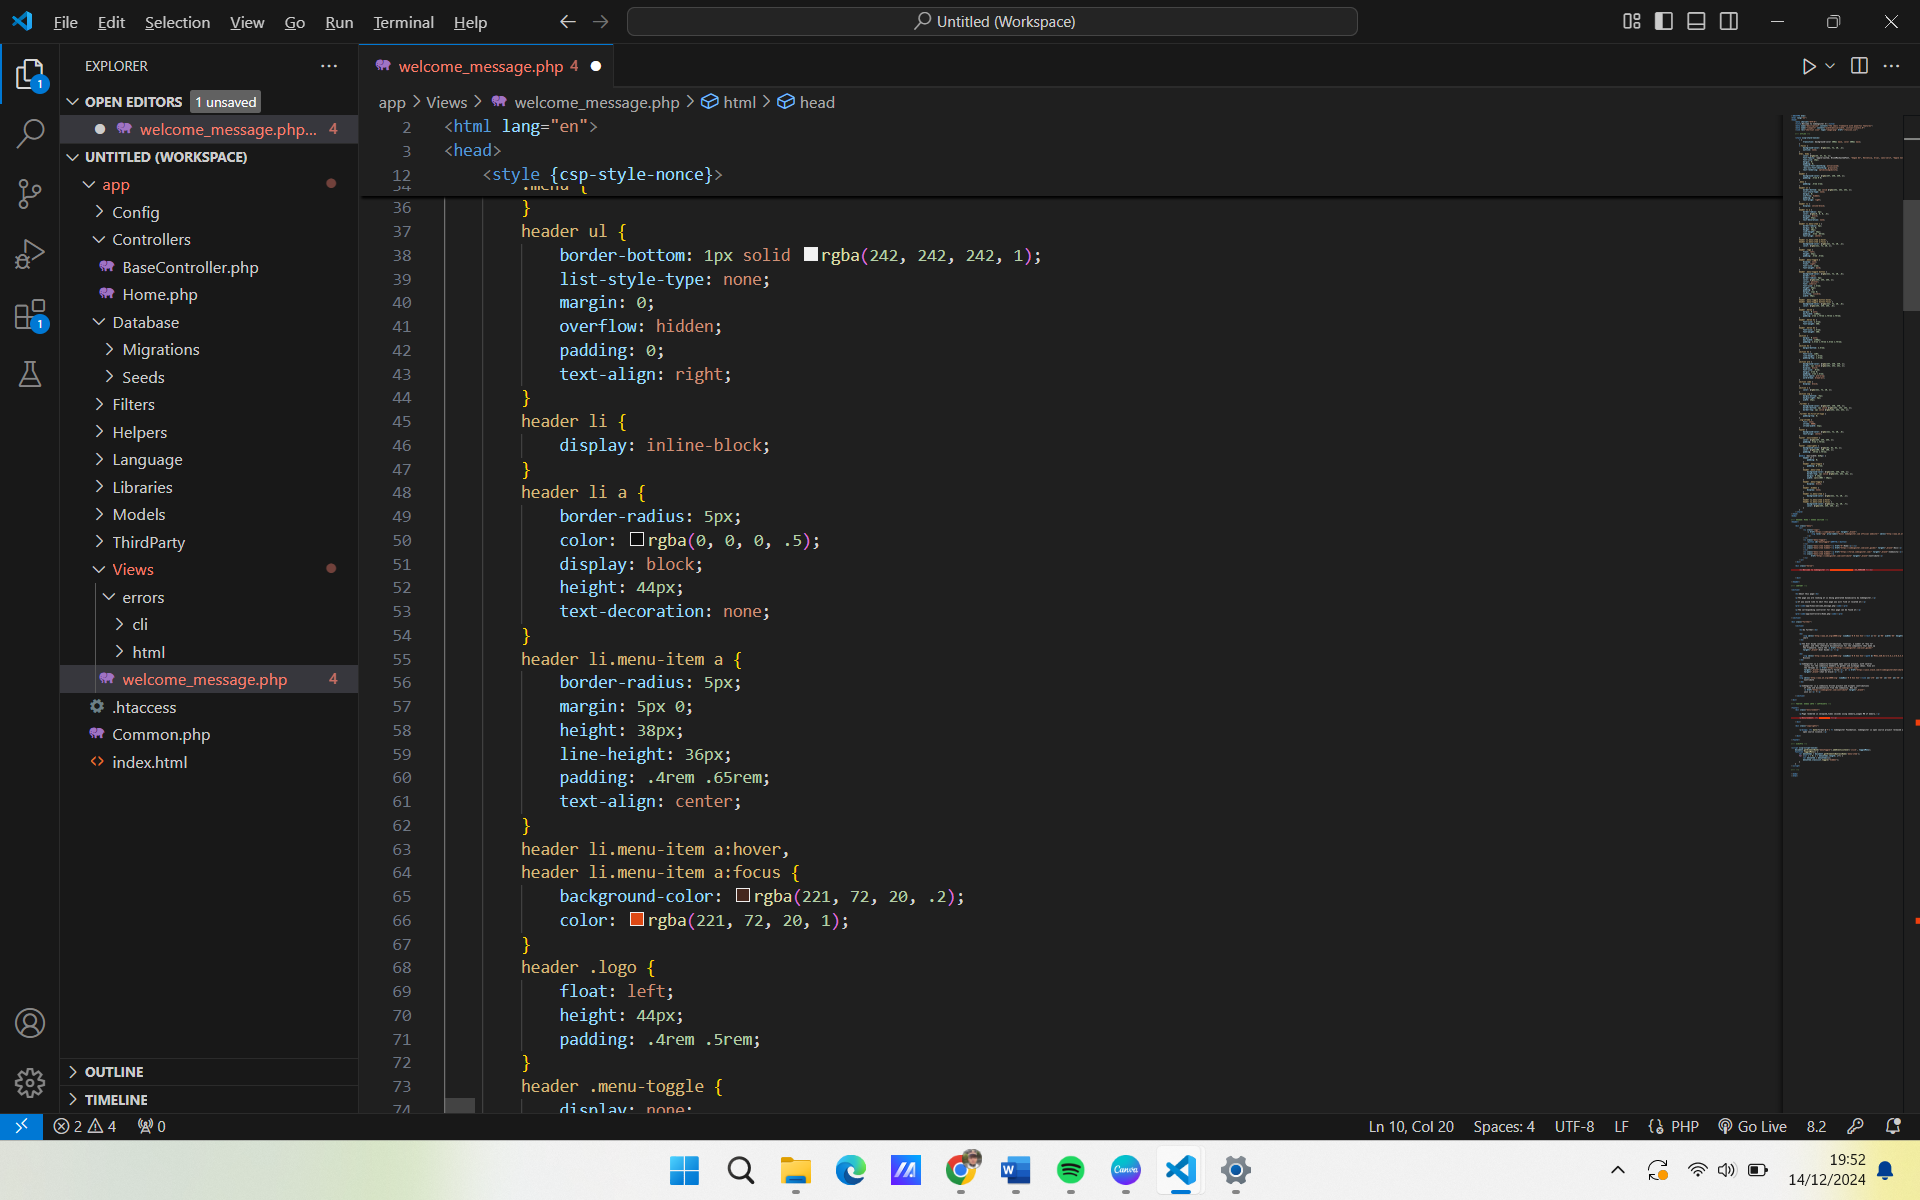 File Edit Selection View Go Run Terminal Help
Untitled (Workspace)
EXPLORER
OPEN EDITORS 1 unsaved
welcome_message.php... 4
UNTITLED (WORKSPACE)
app
Config
Controllers
BaseController.php
Home.php
Database
Migrations
Seeds
Filters
Helpers
Language
Libraries
Models
ThirdParty
Views
errors
cli
html
welcome_message.php 4
.htaccess
Common.php
index.html
OUTLINE
TIMELINE
1
1
welcome_message.php 4
app > Views > welcome_message.php > html > head
2 <html lang="en">
3 <head>
12 <style {csp-style-nonce}>
34 .menu {
36 }
37 header ul {
38 border-bottom: 1px solid rgba(242, 242, 242, 1);
39 list-style-type: none;
40 margin: 0;
41 overflow: hidden;
42 padding: 0;
43 text-align: right;
44 }
45 header li {
46 display: inline-block;
47 }
48 header li a {
49 border-radius: 5px;
50 color: rgba(0, 0, 0, .5);
51 display: block;
52 height: 44px;
53 text-decoration: none;
54 }
55 header li.menu-item a {
56 border-radius: 5px;
57 margin: 5px 0;
58 height: 38px;
59 line-height: 36px;
60 padding: .4rem .65rem;
61 text-align: center;
62 }
63 header li.menu-item a:hover,
64 header li.menu-item a:focus {
65 background-color: rgba(221, 72, 20, .2);
66 color: rgba(221, 72, 20, 1);
67 }
68 header .logo {
69 float: left;
70 height: 44px;
71 padding: .4rem .5rem;
72 }
73 header .menu-toggle {
74 display: none;
2 4 0
Ln 10, Col 20 Spaces: 4 UTF-8 LF PHP Go Live 8.2
Canva
19:52
14/12/2024